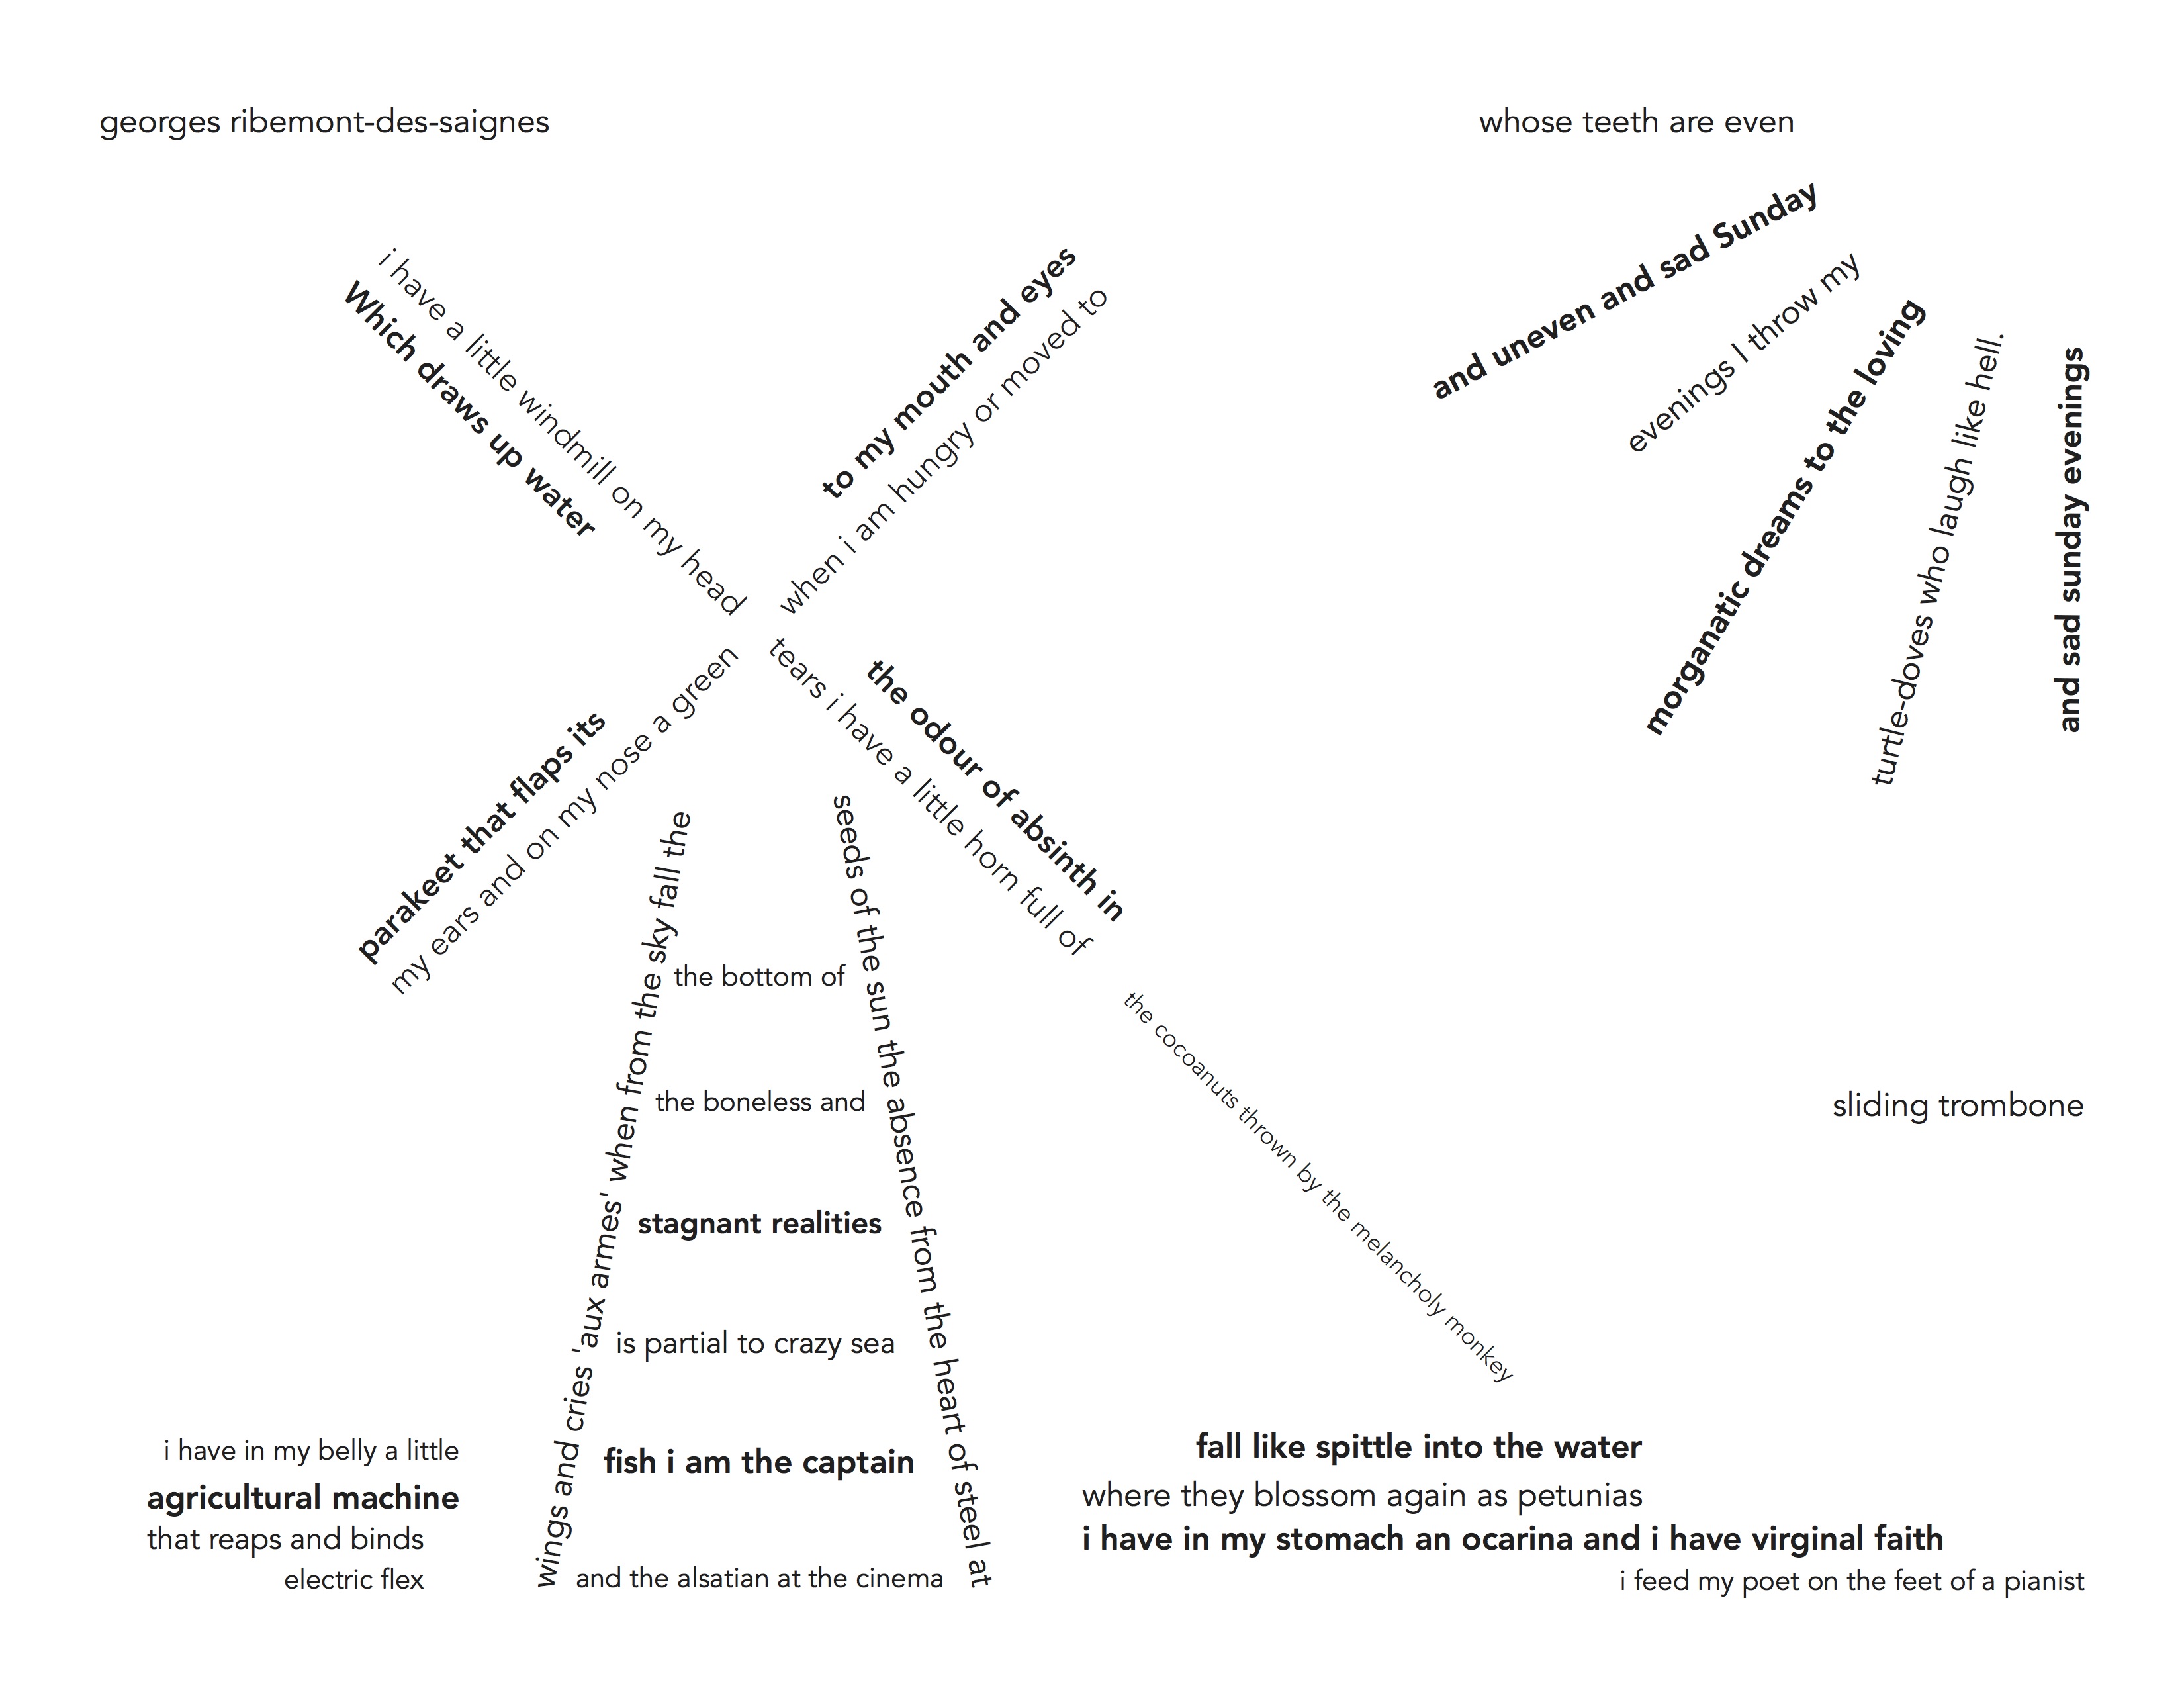 georges ribemont-des-saignes
i have a little windmill on my head
Which draws up water
to my mouth and eyes
when i am hungry or moved to
tears i have a little horn full of
the odour of absinth in
my ears and on my nose a green
parakeet that flaps its
wings and cries 'aux armes' when from the sky fall the
seeds of the sun the absence from the heart of steel at
the bottom of
the boneless and
stagnant realities
is partial to crazy sea
fish i am the captain
and the alsatian at the cinema
i have in my belly a little
agricultural machine
that reaps and binds
electric flex
the cocoanuts thrown by the melancholy monkey
fall like spittle into the water
where they blossom again as petunias
i have in my stomach an ocarina and i have virginal faith
i feed my poet on the feet of a pianist
whose teeth are even
and uneven and sad Sunday
evenings I throw my
morganatic dreams to the loving
turtle-doves who laugh like hell.
and sad sunday evenings
sliding trombone